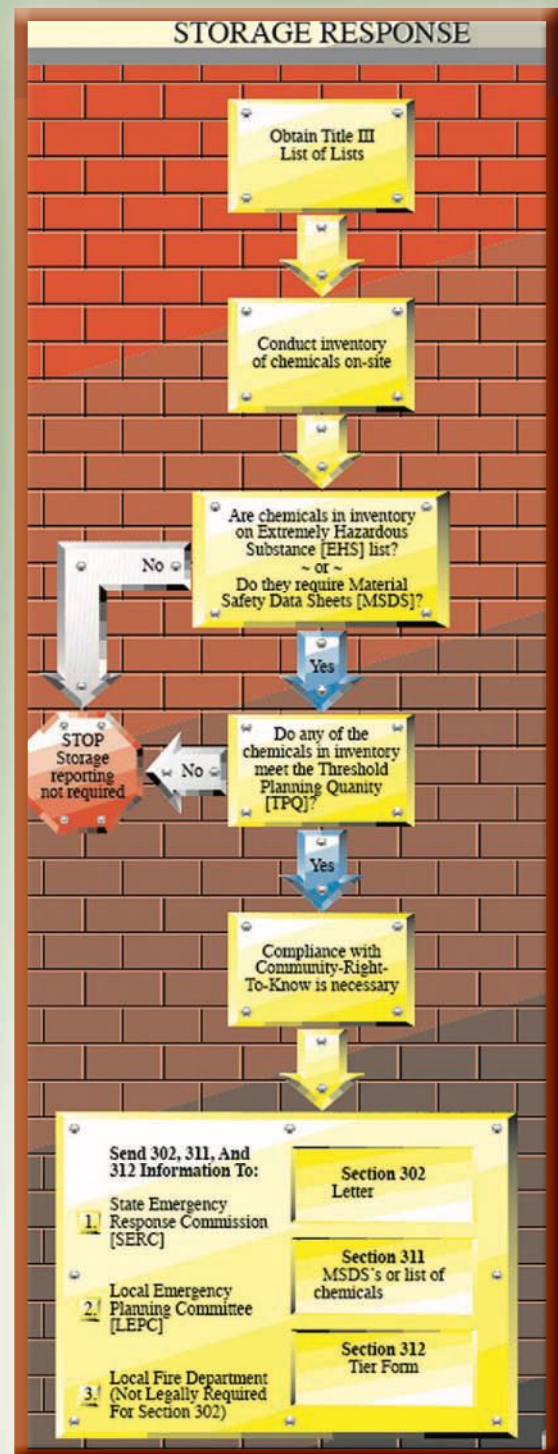 STORAGE RESPONSE
Obtain Title III
List of Lists
Conduct inventory
of chemicals on-site
Are chemicals in inventory
on Extremely Hazardous
Substance [EHS] list?
~ or ~
Do they require Material
Safety Data Sheets [MSDS]?
No
Yes
STOP
Storage
reporting
not required
No
Do any of the
chemicals in inventory
meet the Threshold
Planning Quanity
[TPQ]?
Yes
Compliance with
Community-Right-
To-Know is necessary
Send 302, 311, And
312 Information To:
1. State Emergency
Response Commission
[SERC]
2. Local Emergency
Planning Committee
[LEPC]
3. Local Fire Department
(Not Legally Required
For Section 302)
Section 302
Letter
Section 311
MSDS's or list of
chemicals
Section 312
Tier Form